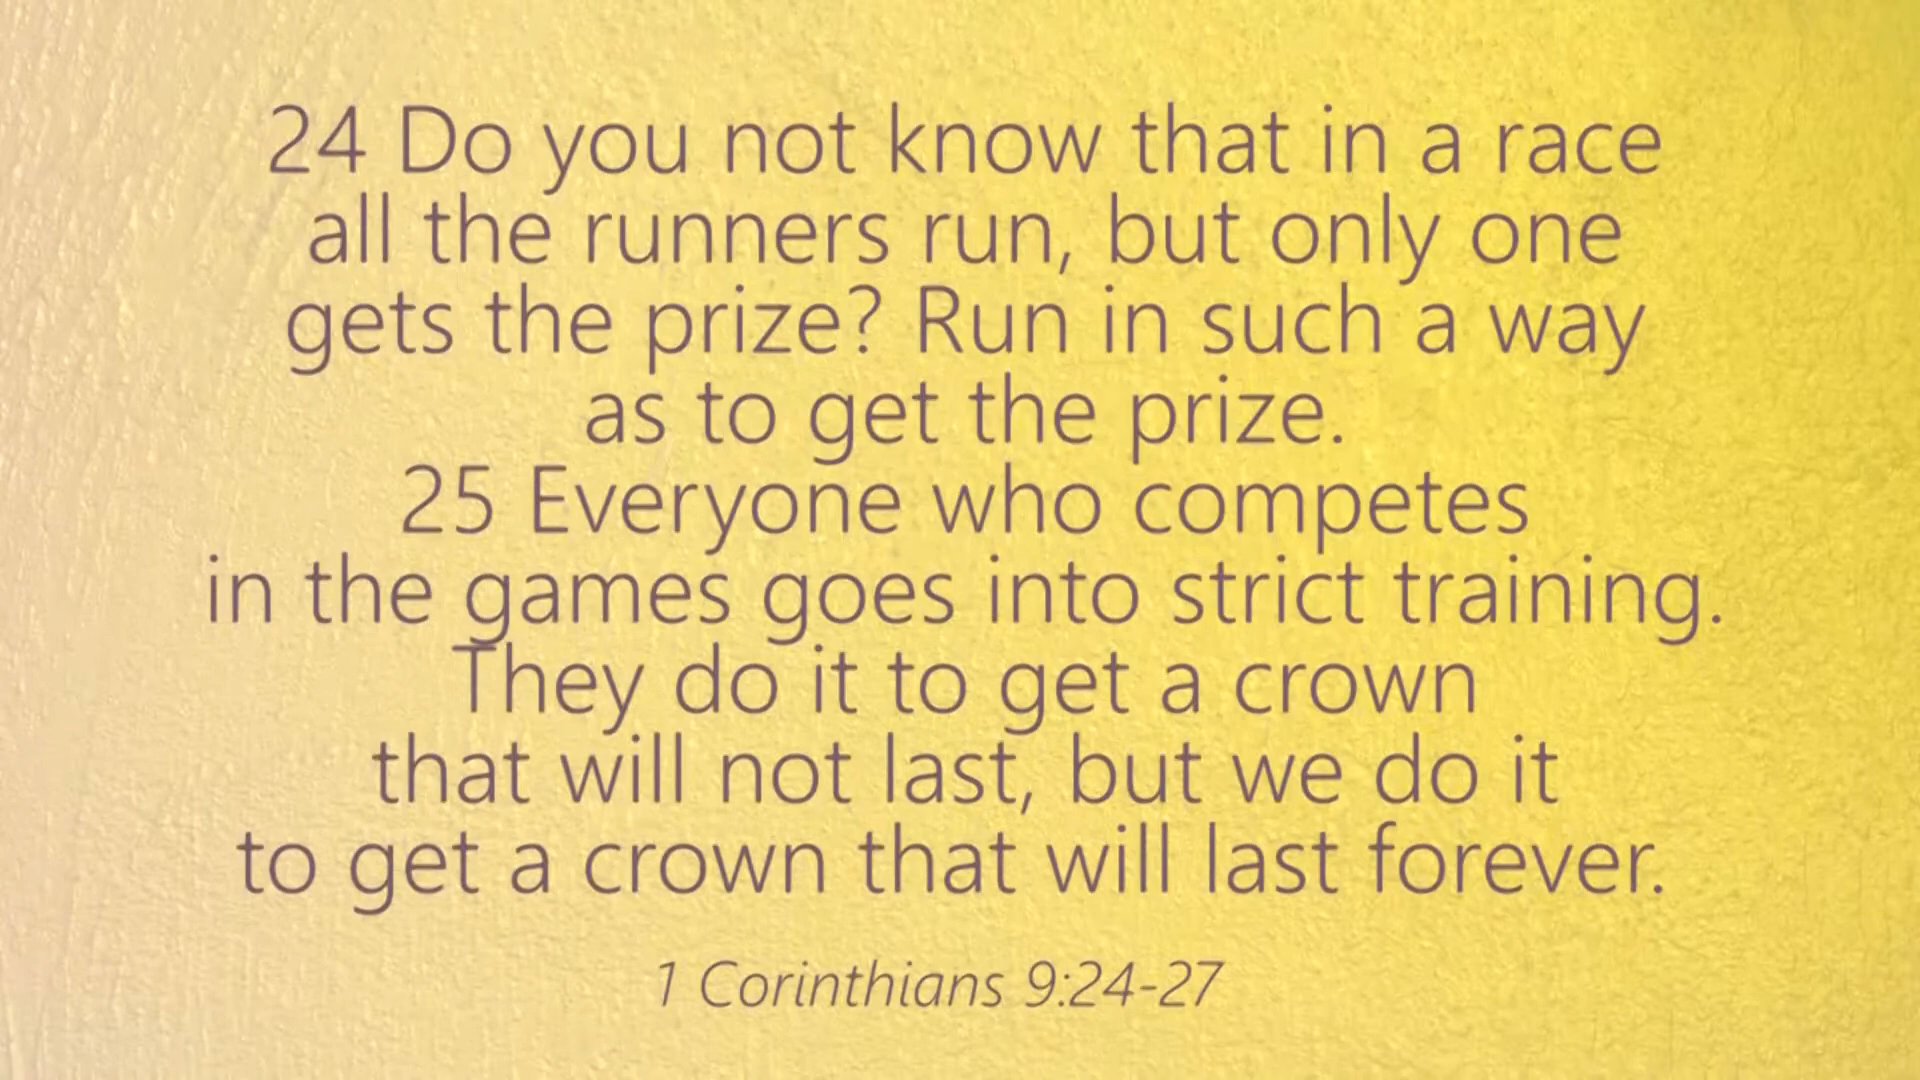 24 Do you not know that in a race
all the runners run, but only one
gets the prize? Run in such a way
as to get the prize.
25 Everyone who competes
in the games goes into strict training.
They do it to get a crown
that will not last, but we do it
to get a crown that will last forever.
1 Corinthians 9:24-27